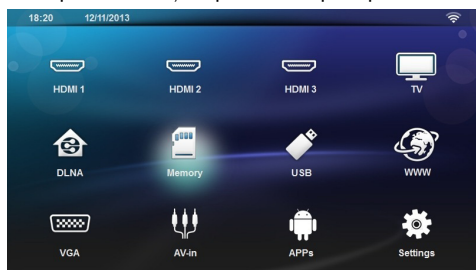 18:20 12/11/2013
HDMI 1 HDMI 2 HDMI 3 TV
DLNA Memory USB WWW
VGA AV-in APPs Settings